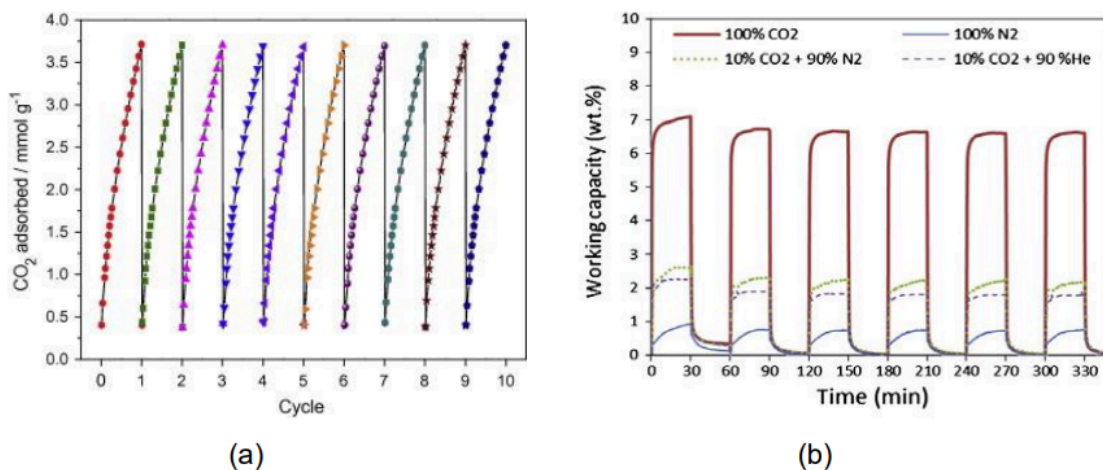 4.0
3.5
3.0
2.5
2.0
1.5
1.0
0.5
0.0
CO2 adsorbed / mmol g-1
0 1 2 3 4 5 6 7 8 9 10
Cycle
(a)
10
9
8
7
6
5
4
3
2
1
0
Working capacity (wt.%)
100% CO2 100% N2
10% CO2 + 90% N2 10% CO2 + 90 %He
0 30 60 90 120 150 180 210 240 270 300 330
Time (min)
(b)